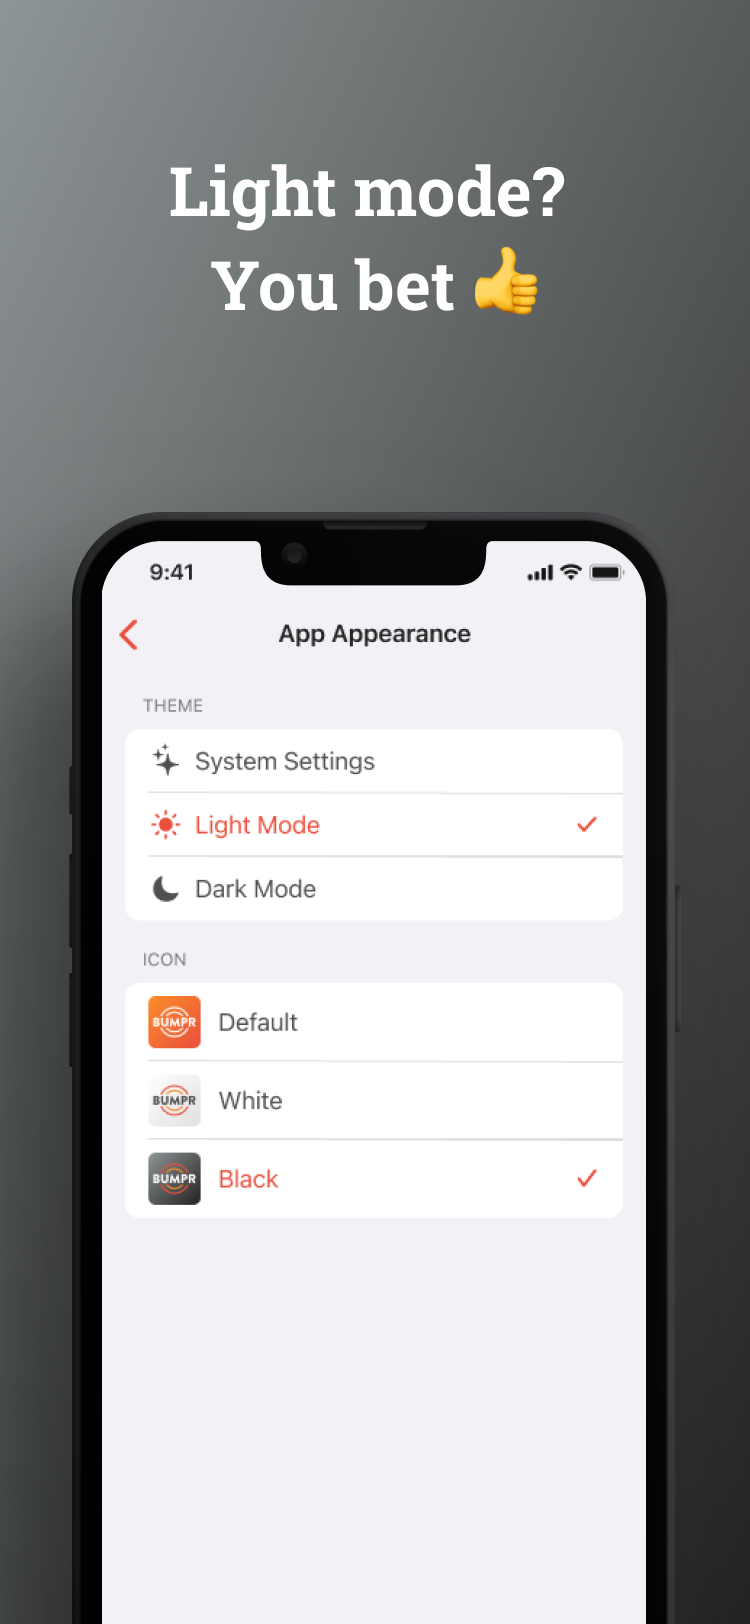 Light mode?
You bet 👍
9:41
App Appearance
THEME
System Settings
Light Mode
Dark Mode
ICON
BUMPR
Default
BUMPR
White
BUMPR
Black